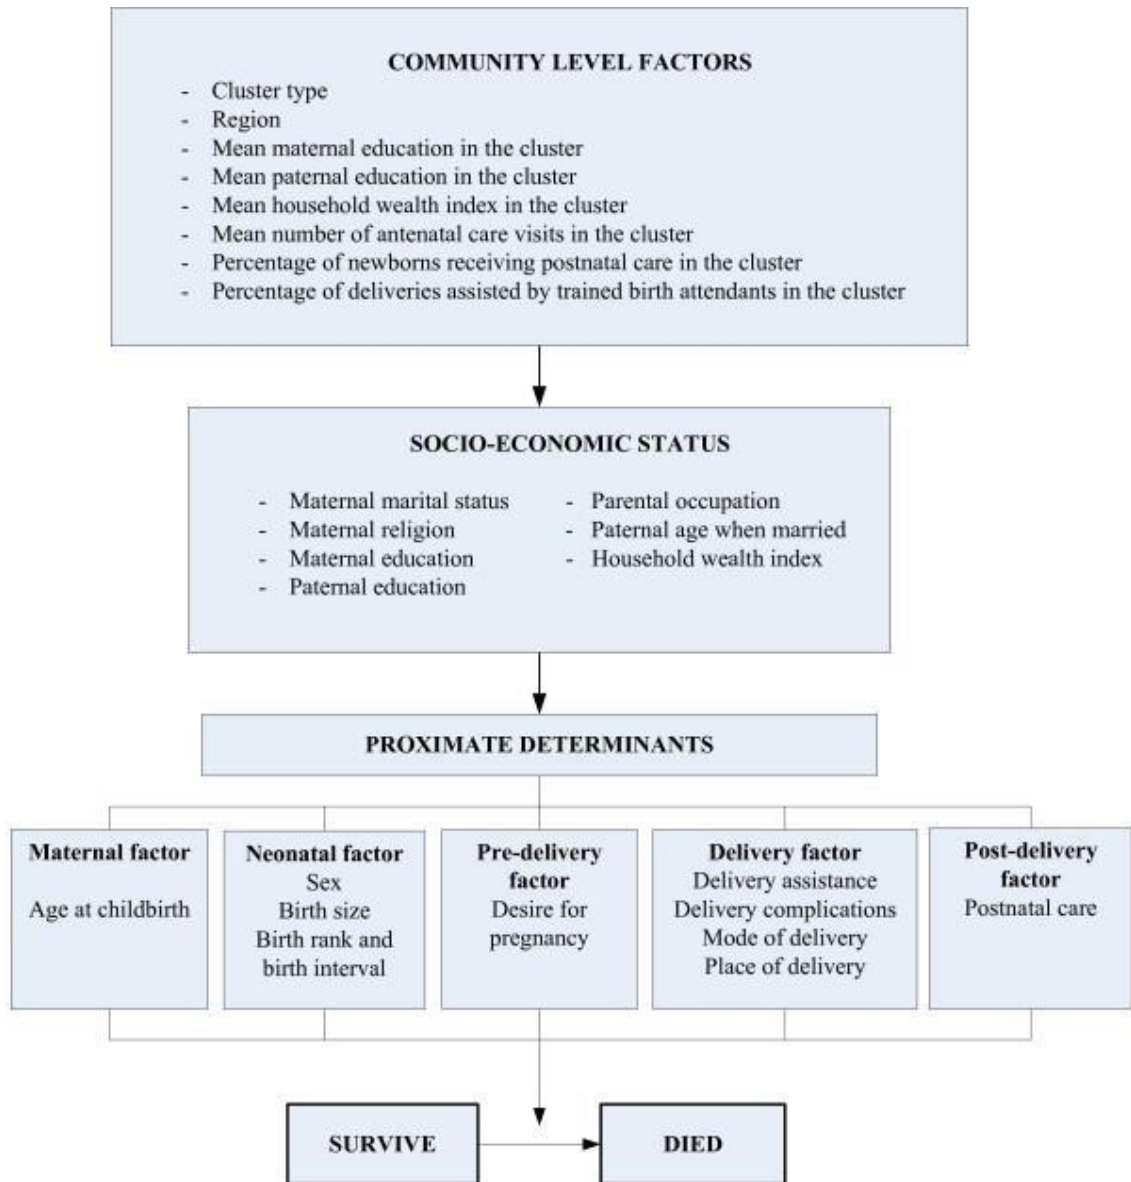 COMMUNITY LEVEL FACTORS
- Cluster type
- Region
- Mean maternal education in the cluster
- Mean paternal education in the cluster
- Mean household wealth index in the cluster
- Mean number of antenatal care visits in the cluster
- Percentage of newborns receiving postnatal care in the cluster
- Percentage of deliveries assisted by trained birth attendants in the cluster
SOCIO-ECONOMIC STATUS
- Maternal marital status
- Maternal religion
- Maternal education
- Paternal education
- Parental occupation
- Paternal age when married
- Household wealth index
PROXIMATE DETERMINANTS
Maternal factor
Age at childbirth
Neonatal factor
Sex
Birth size
Birth rank and
birth interval
Pre-delivery
factor
Desire for
pregnancy
Delivery factor
Delivery assistance
Delivery complications
Mode of delivery
Place of delivery
Post-delivery
factor
Postnatal care
SURVIVE
DIED